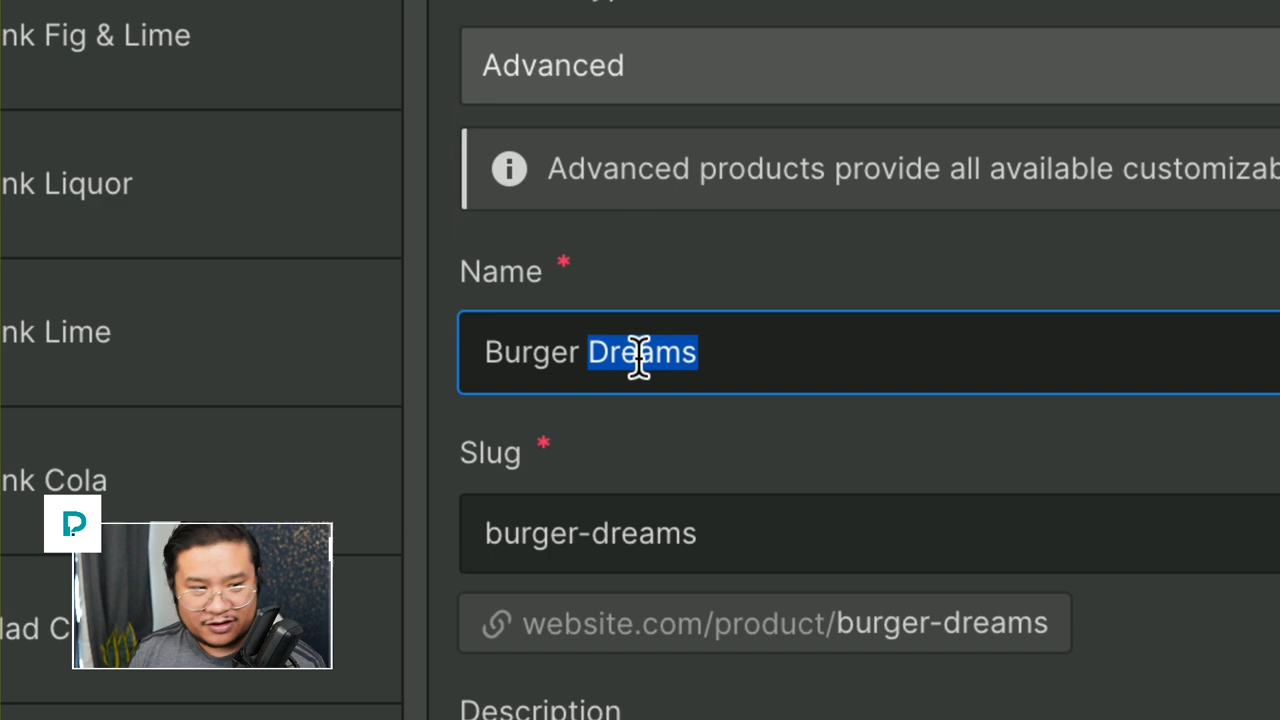 nk Fig & Lime
nk Liquor
nk Lime
nk Cola
lad C
Advanced
Advanced products provide all available customizab
Name *
Burger Dreams
Slug *
burger-dreams
website.com/product/burger-dreams
Description